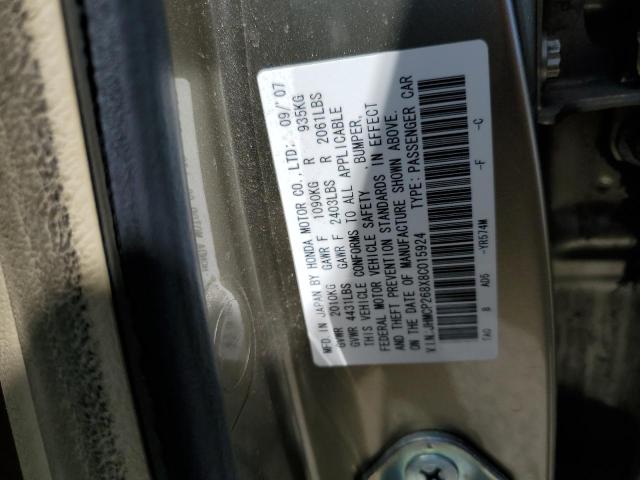 MFD. IN JAPAN BY HONDA MOTOR CO., LTD. 09/'07
GVWR 2010KG GAWR F 1090KG R 935KG
GVWR 4431LBS GAWR F 2403LBS R 2061LBS
THIS VEHICLE CONFORMS TO ALL APPLICABLE
FEDERAL MOTOR VEHICLE SAFETY, BUMPER,
AND THEFT PREVENTION STANDARDS IN EFFECT
ON THE DATE OF MANUFACTURE SHOWN ABOVE.
V.I.N. JHMCP268X8C015924 TYPE: PASSENGER CAR
TA0 B A05 -YR574M -F -C